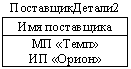 ПоставщикДетали2
Имя поставщика
МП «Темп»
ИП «Орион»